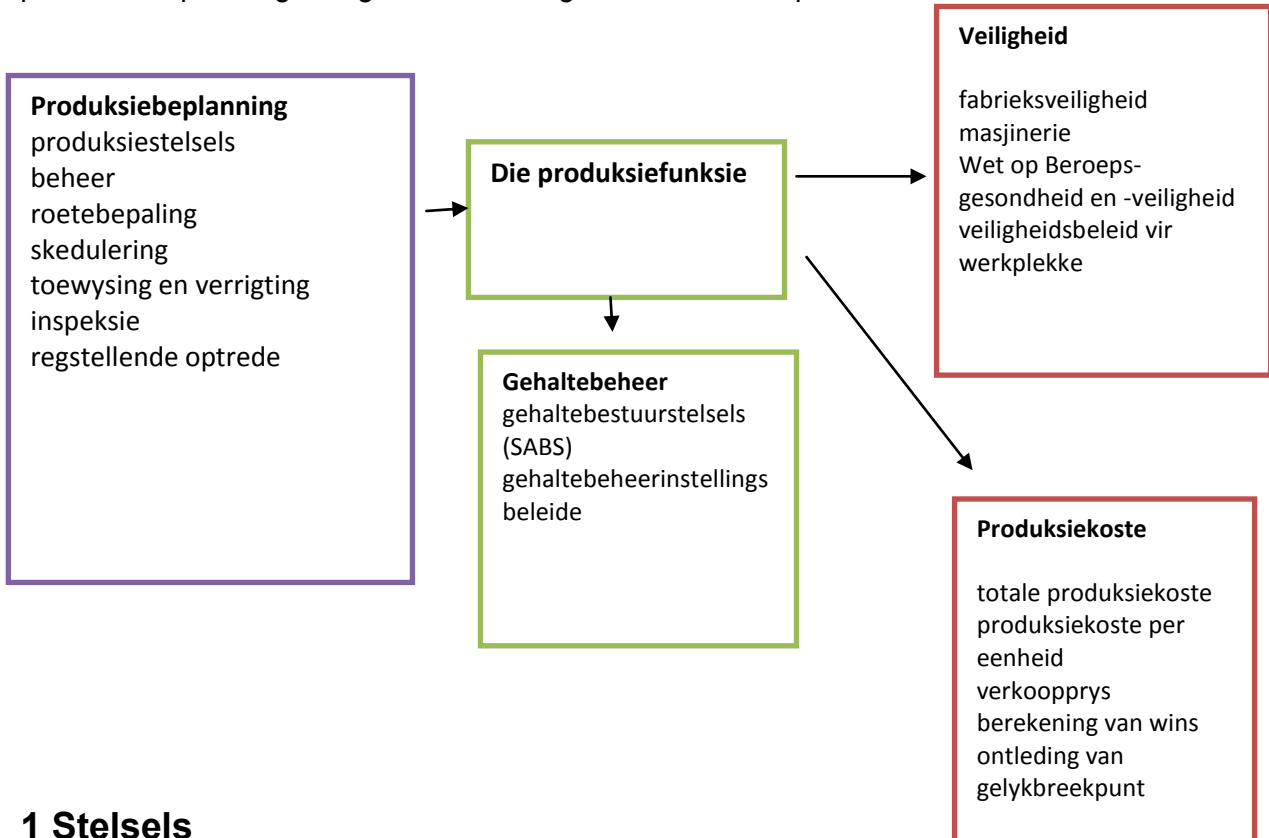 Produksiebeplanning
produksiestelsels
beheer
roetebepaling
skedulering
toewysing en verrigting
inspeksie
regstellende optrede
Die produksiefunksie
Gehaltebeheer
gehaltebestuurstelsels
(SABS)
gehaltebeheerinstellings
beleide
Veiligheid
fabrieksveiligheid
masjinerie
Wet op Beroeps-
gesondheid en -veiligheid
veiligheidsbeleid vir
werkplekke
Produksiekoste
totale produksiekoste
produksiekoste per
eenheid
verkoopprys
berekening van wins
ontleding van
gelykbreekpunt
1 Stelsels